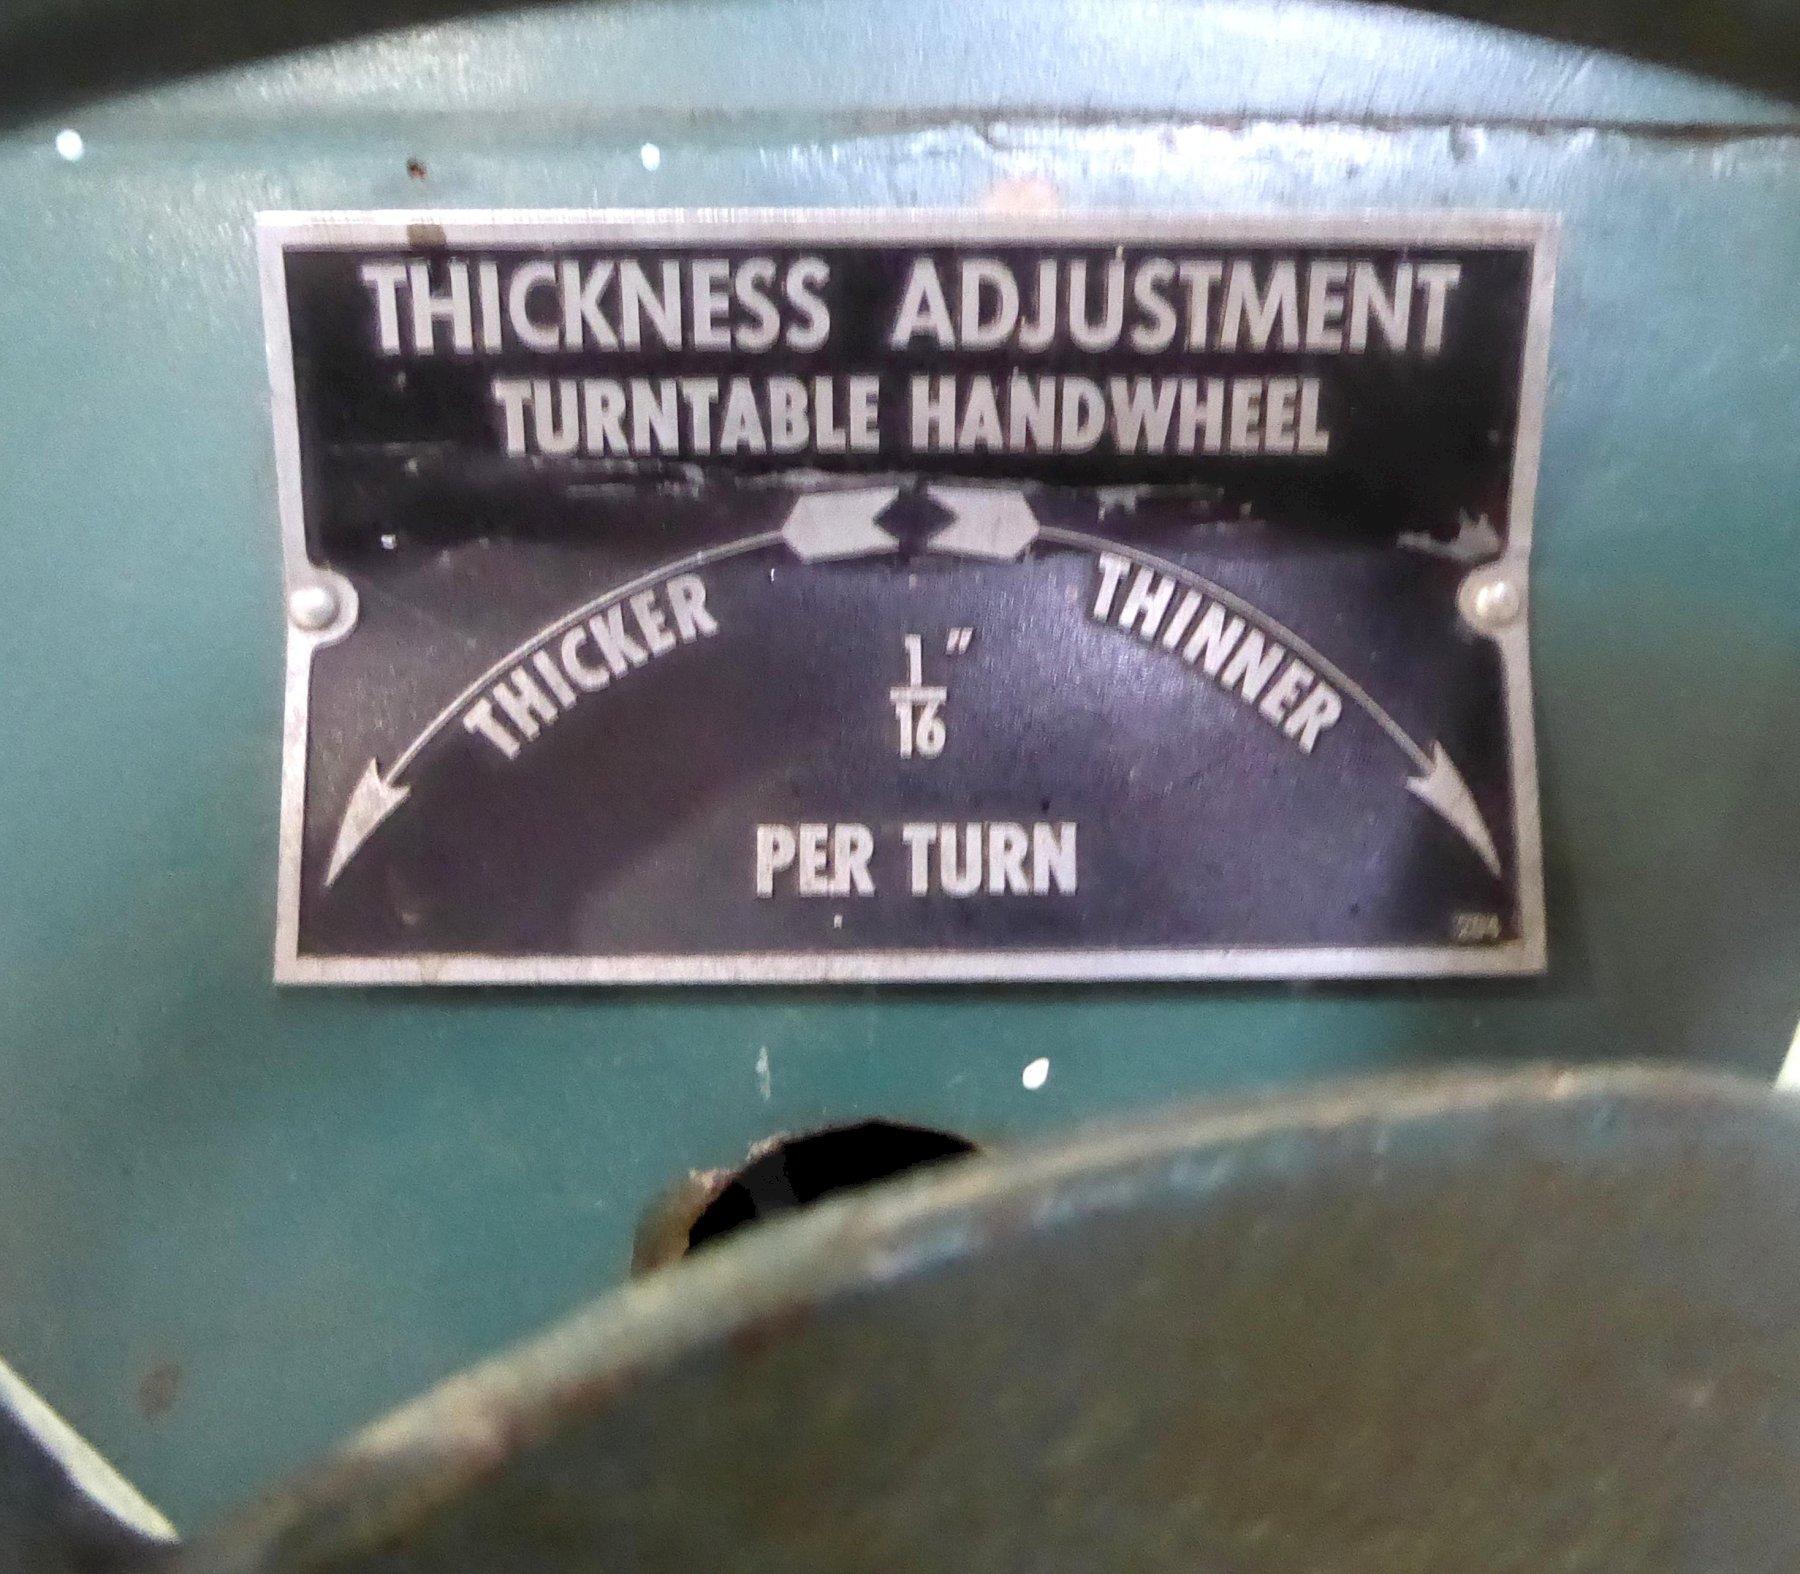 THICKNESS ADJUSTMENT
TURNTABLE HANDWHEEL
THICKER
THINNER
1"
16
PER TURN